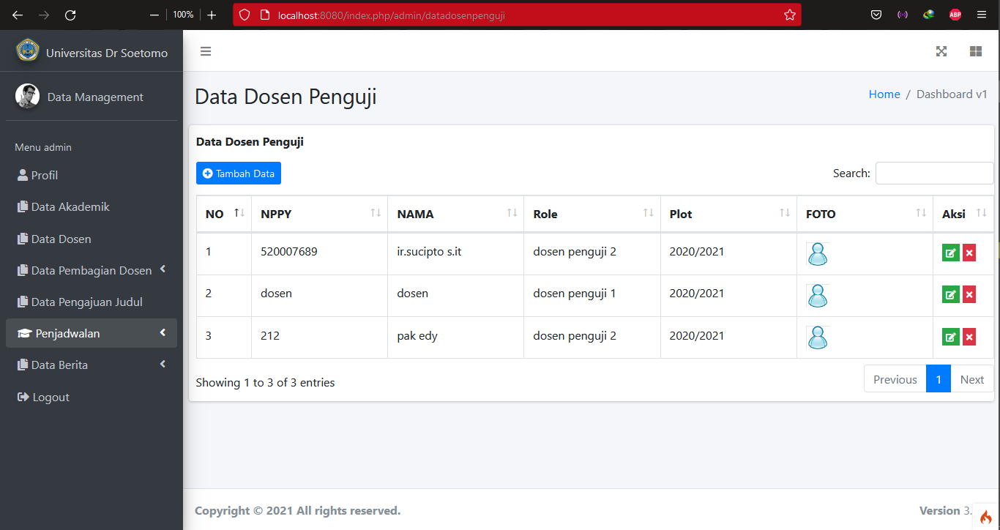 100%
localhost:8080/index.php/admin/datadosenpenguji
ABP
Universitas Dr Soetomo
Data Management
Menu admin
Profil
Data Akademik
Data Dosen
Data Pembagian Dosen
Data Pengajuan Judul
Penjadwalan
Data Berita
Logout
Data Dosen Penguji
Home / Dashboard v1
Data Dosen Penguji
Tambah Data
Search:
NO NPPY NAMA Role Plot FOTO Aksi
1 520007689 ir.sucipto s.it dosen penguji 2 2020/2021
2 dosen dosen dosen penguji 1 2020/2021
3 212 pak edy dosen penguji 2 2020/2021
Showing 1 to 3 of 3 entries
Previous 1 Next
Copyright © 2021 All rights reserved.
Version 3.